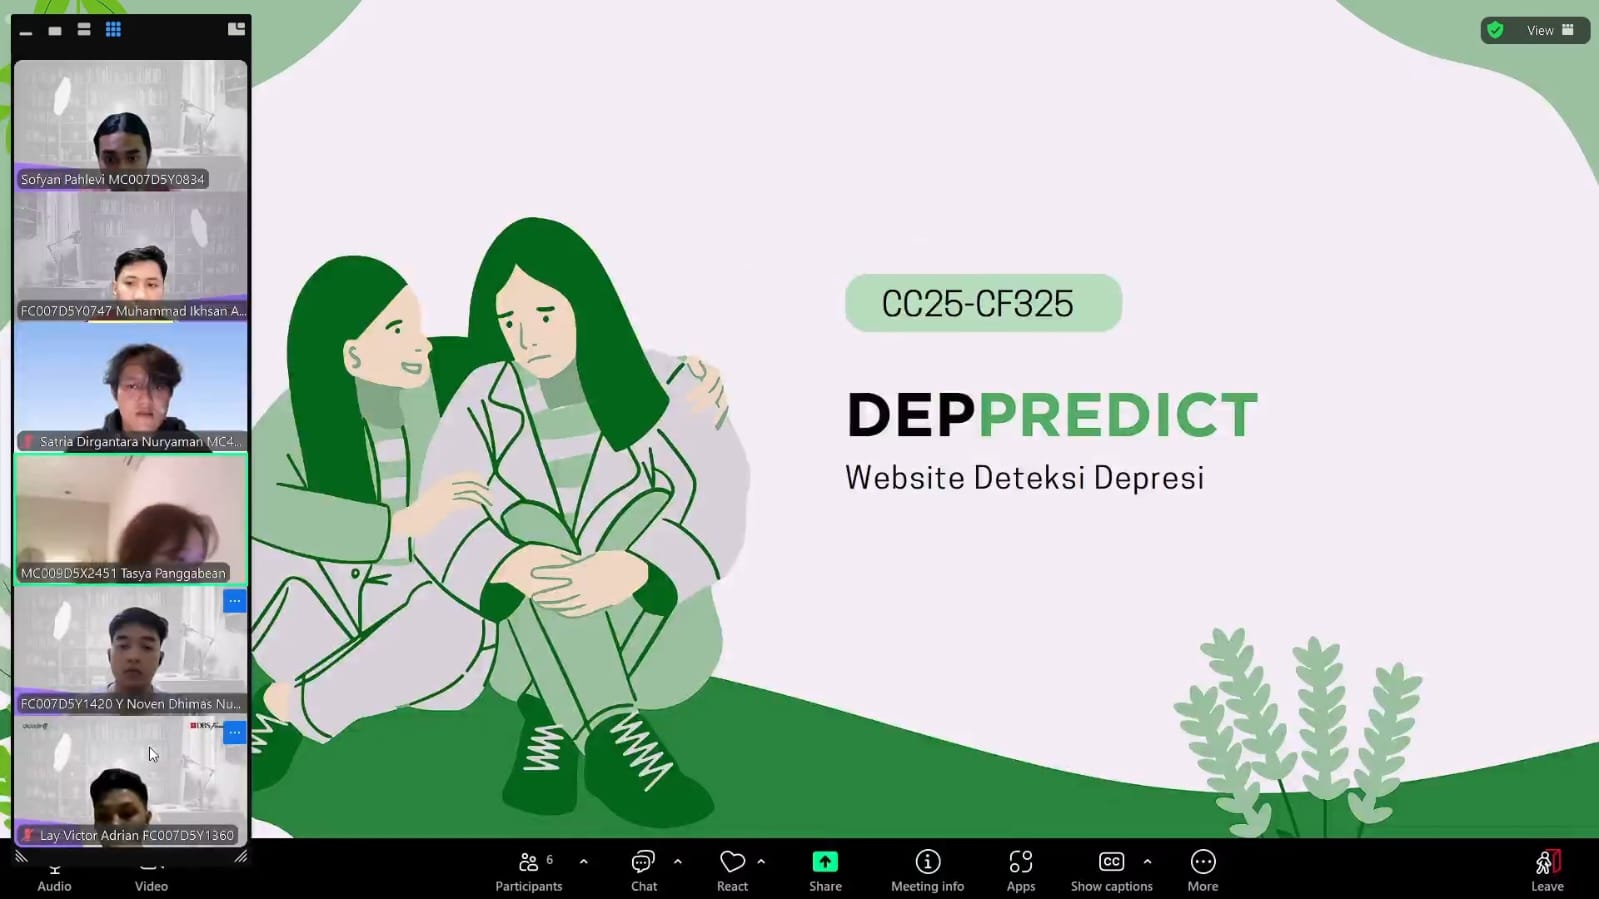 Sofyan Pahlevi MC007D5Y0834
FC007D5Y0747 Muhammad Ikhsan A...
Satria Dirgantara Nuryaman MC4...
MC009D5X2451 Tasya Panggabean
FC007D5Y1420 Y Noven Dhimas Nu...
Lay Victor Adrian FC007D5Y1360
View
CC25-CF325
DEPPREDICT
Website Deteksi Depresi
Audio
Video
6
Participants
Chat
React
Share
Meeting info
Apps
CC
Show captions
More
Leave